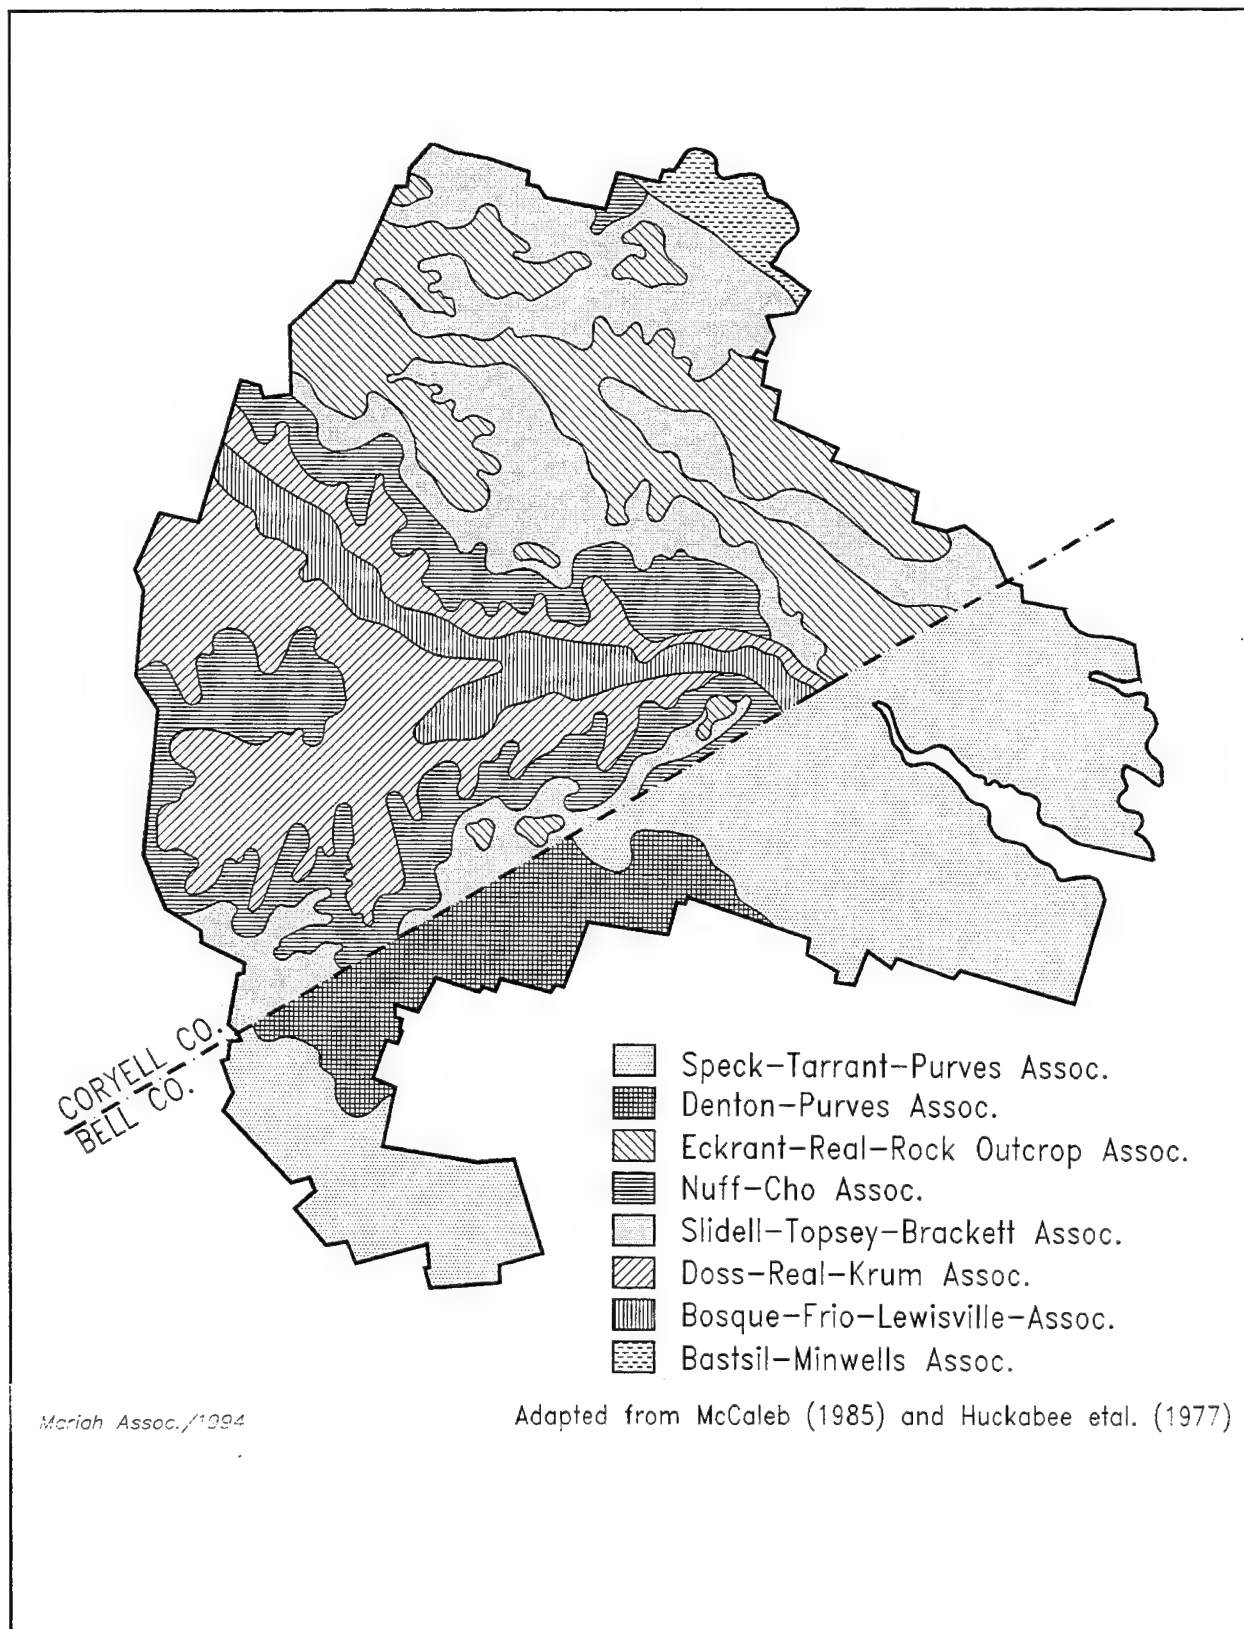 CORYELL CO.
BELL CO.
Speck-Tarrant-Purves Assoc.
Denton-Purves Assoc.
Eckrant-Real-Rock Outcrop Assoc.
Nuff-Cho Assoc.
Slidell-Topsey-Brackett Assoc.
Doss-Real-Krum Assoc.
Bosque-Frio-Lewisville-Assoc.
Bastsil-Minwells Assoc.
Mariah Assoc./1994
Adapted from McCaleb (1985) and Huckabee etal. (1977)